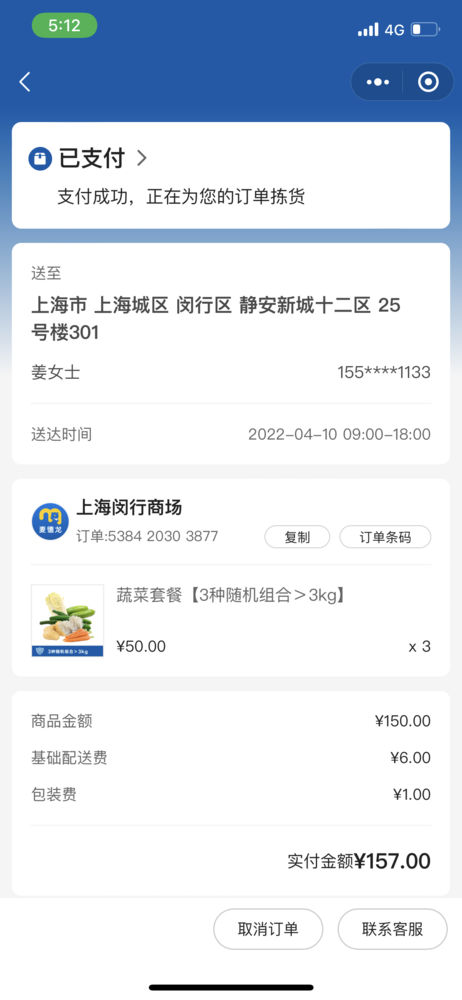 5:12
4G
已支付
支付成功，正在为您的订单拣货
送至
上海市 上海城区 闵行区 静安新城十二区 25
号楼301
姜女士 155****1133
送达时间 2022-04-10 09:00-18:00
麦德龙
上海闵行商场
订单:5384 2030 3877 复制 订单条码
蔬菜套餐【3种随机组合＞3kg】
3种随机组合＞3kg
¥50.00 x 3
商品金额 ¥150.00
基础配送费 ¥6.00
包装费 ¥1.00
实付金额¥157.00
取消订单 联系客服